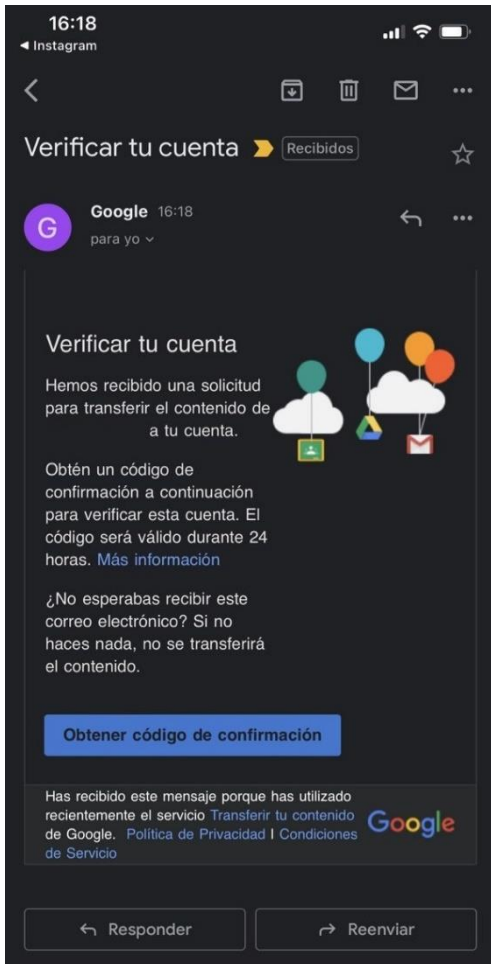 16:18
Instagram
Verificar tu cuenta Recibidos
G
Google 16:18
para yo
Verificar tu cuenta
Hemos recibido una solicitud
para transferir el contenido de
a tu cuenta.
Obtén un código de
confirmación a continuación
para verificar esta cuenta. El
código será válido durante 24
horas. Más información
¿No esperabas recibir este
correo electrónico? Si no
haces nada, no se transferirá
el contenido.
Obtener código de confirmación
Has recibido este mensaje porque has utilizado
recientemente el servicio Transferir tu contenido
de Google. Política de Privacidad I Condiciones
de Servicio
Google
Responder
Reenviar